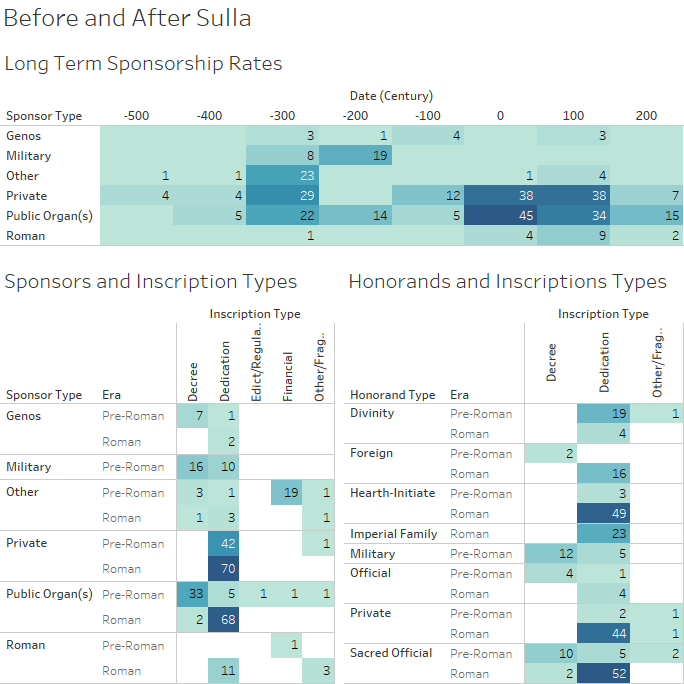 Before and After Sulla
Long Term Sponsorship Rates
Date (Century)
Sponsor Type -500 -400 -300 -200 -100 0 100 200
Genos 3 1 4 3
Military 8 19
Other 1 1 23 1 4
Private 4 4 29 12 38 38 7
Public Organ(s) 5 22 14 5 45 34 15
Roman 1 4 9 2
Sponsors and Inscription Types
Inscription Type
Sponsor Type Era Decree Dedication Edict/Regula.. Financial Other/Frag..
Genos Pre-Roman 7 1
Roman 2
Military Pre-Roman 16 10
Other Pre-Roman 3 1 19 1
Roman 1 3 1
Private Pre-Roman 42 1
Roman 70
Public Organ(s) Pre-Roman 33 5 1 1 1
Roman 2 68
Roman Pre-Roman 1
Roman 11 3
Honorands and Inscriptions Types
Inscription Type
Honorand Type Era Decree Dedication Other/Frag..
Divinity Pre-Roman 19 1
Roman 4
Foreign Pre-Roman 2
Roman 16
Hearth-Initiate Pre-Roman 3
Roman 49
Imperial Family Roman 23
Military Pre-Roman 12 5
Official Pre-Roman 4 1
Roman 4
Private Pre-Roman 2 1
Roman 44 1
Sacred Official Pre-Roman 10 5 2
Roman 2 52